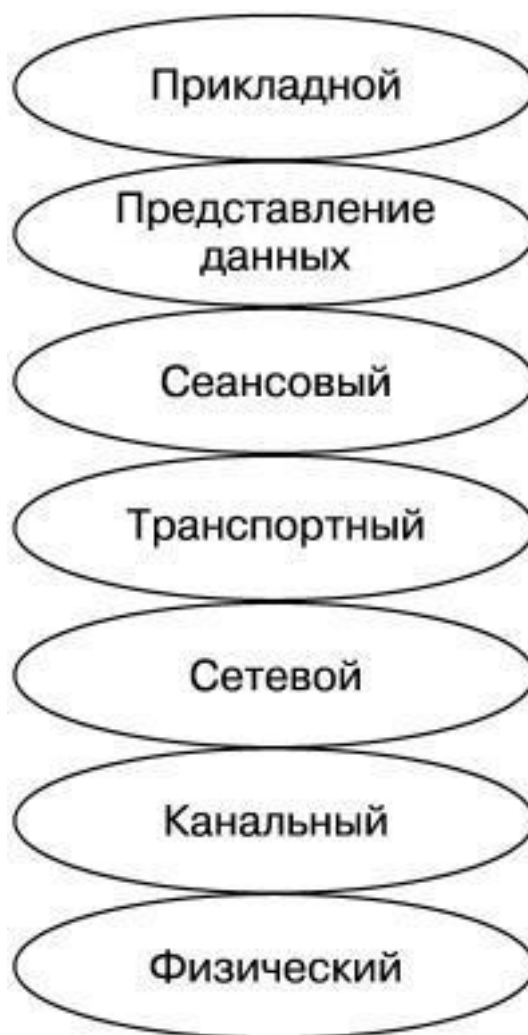 Прикладной
Представление
данных
Сеансовый
Транспортный
Сетевой
Канальный
Физический